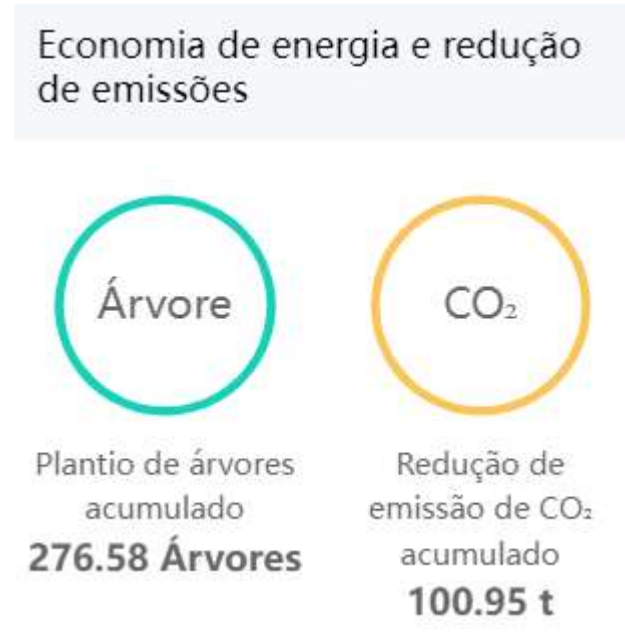 Economia de energia e redução
de emissões
Árvore
CO₂
Plantio de árvores
acumulado
276.58 Árvores
Redução de
emissão de CO₂
acumulado
100.95 t